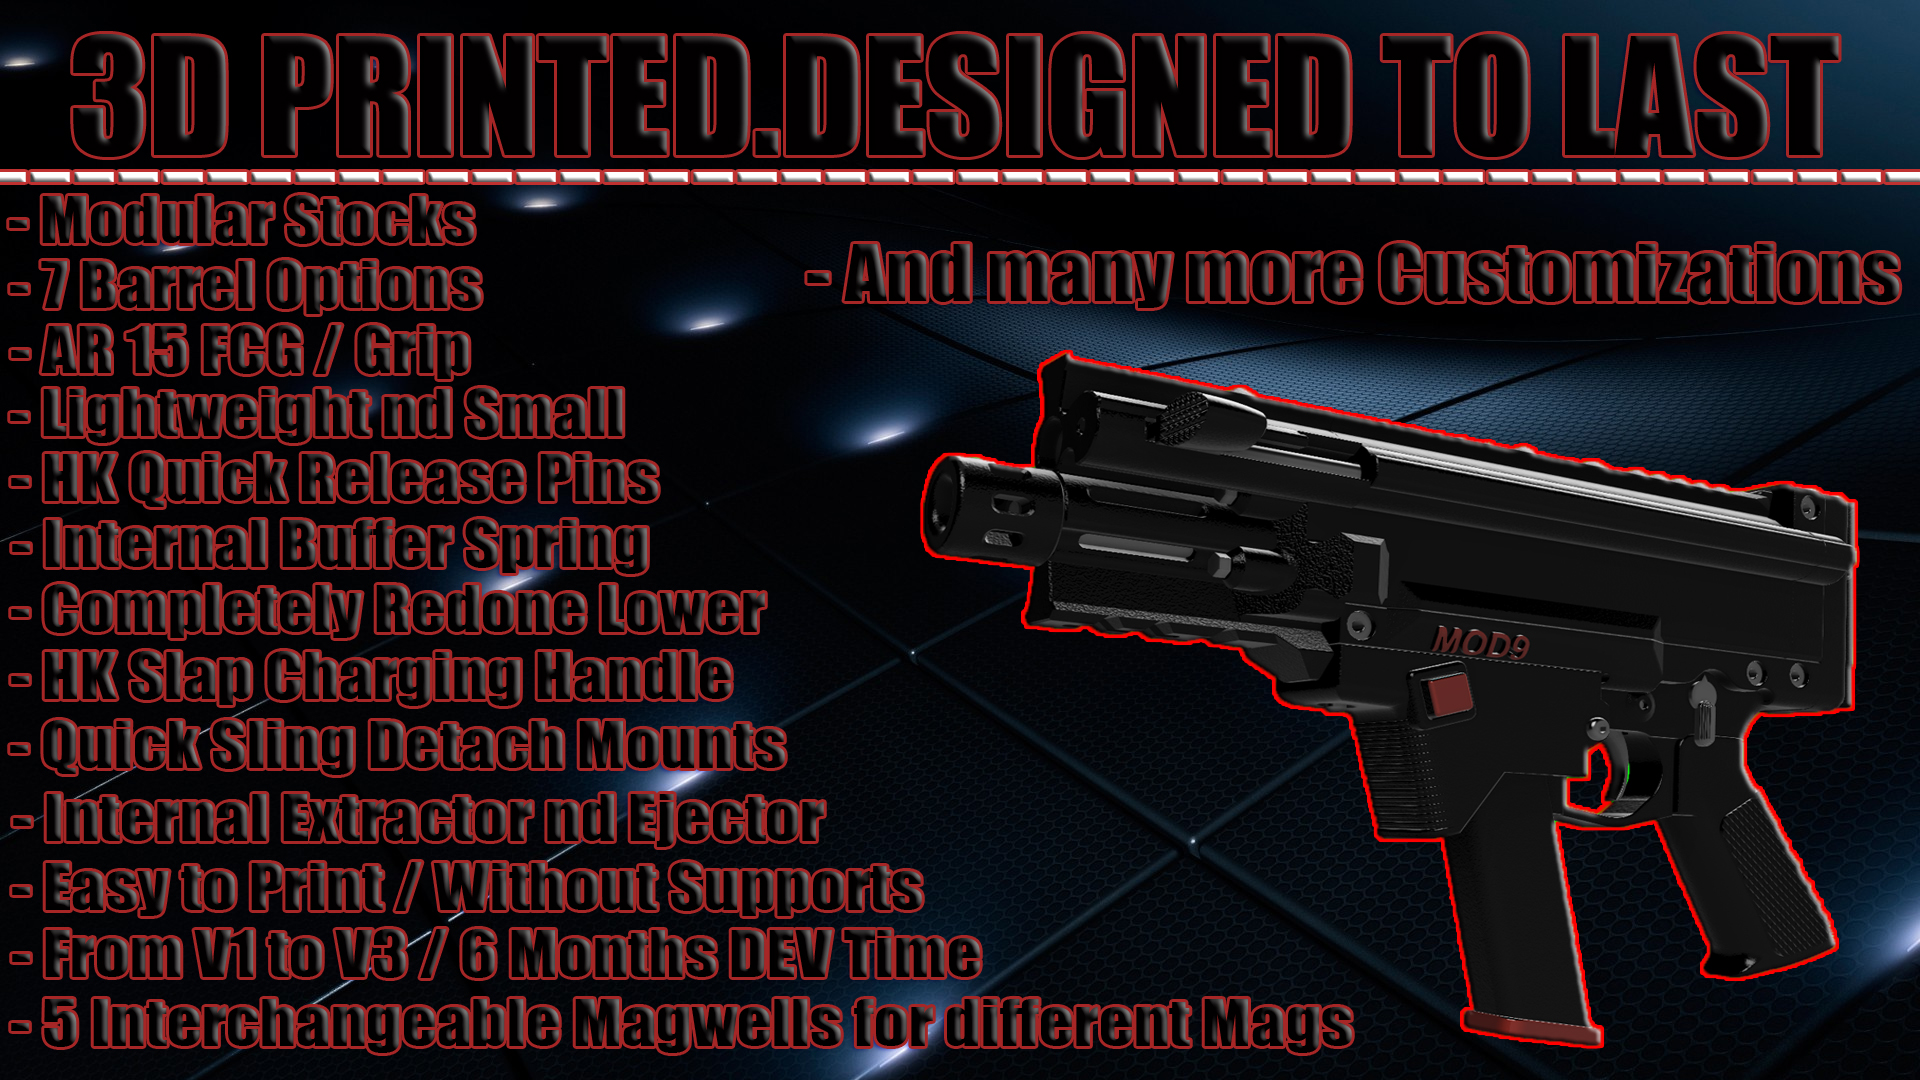 3D PRINTED.DESIGNED TO LAST
- Modular Stocks
- 7 Barrel Options
- And many more Customizations
- AR 15 FCG / Grip
- Lightweight nd Small
- HK Quick Release Pins
- Internal Buffer Spring
- Completely Redone Lower
- HK Slap Charging Handle
- Quick Sling Detach Mounts
- Internal Extractor nd Ejector
- Easy to Print / Without Supports
- From V1 to V3 / 6 Months DEV Time
- 5 Interchangeable Magwells for different Mags
MOD9